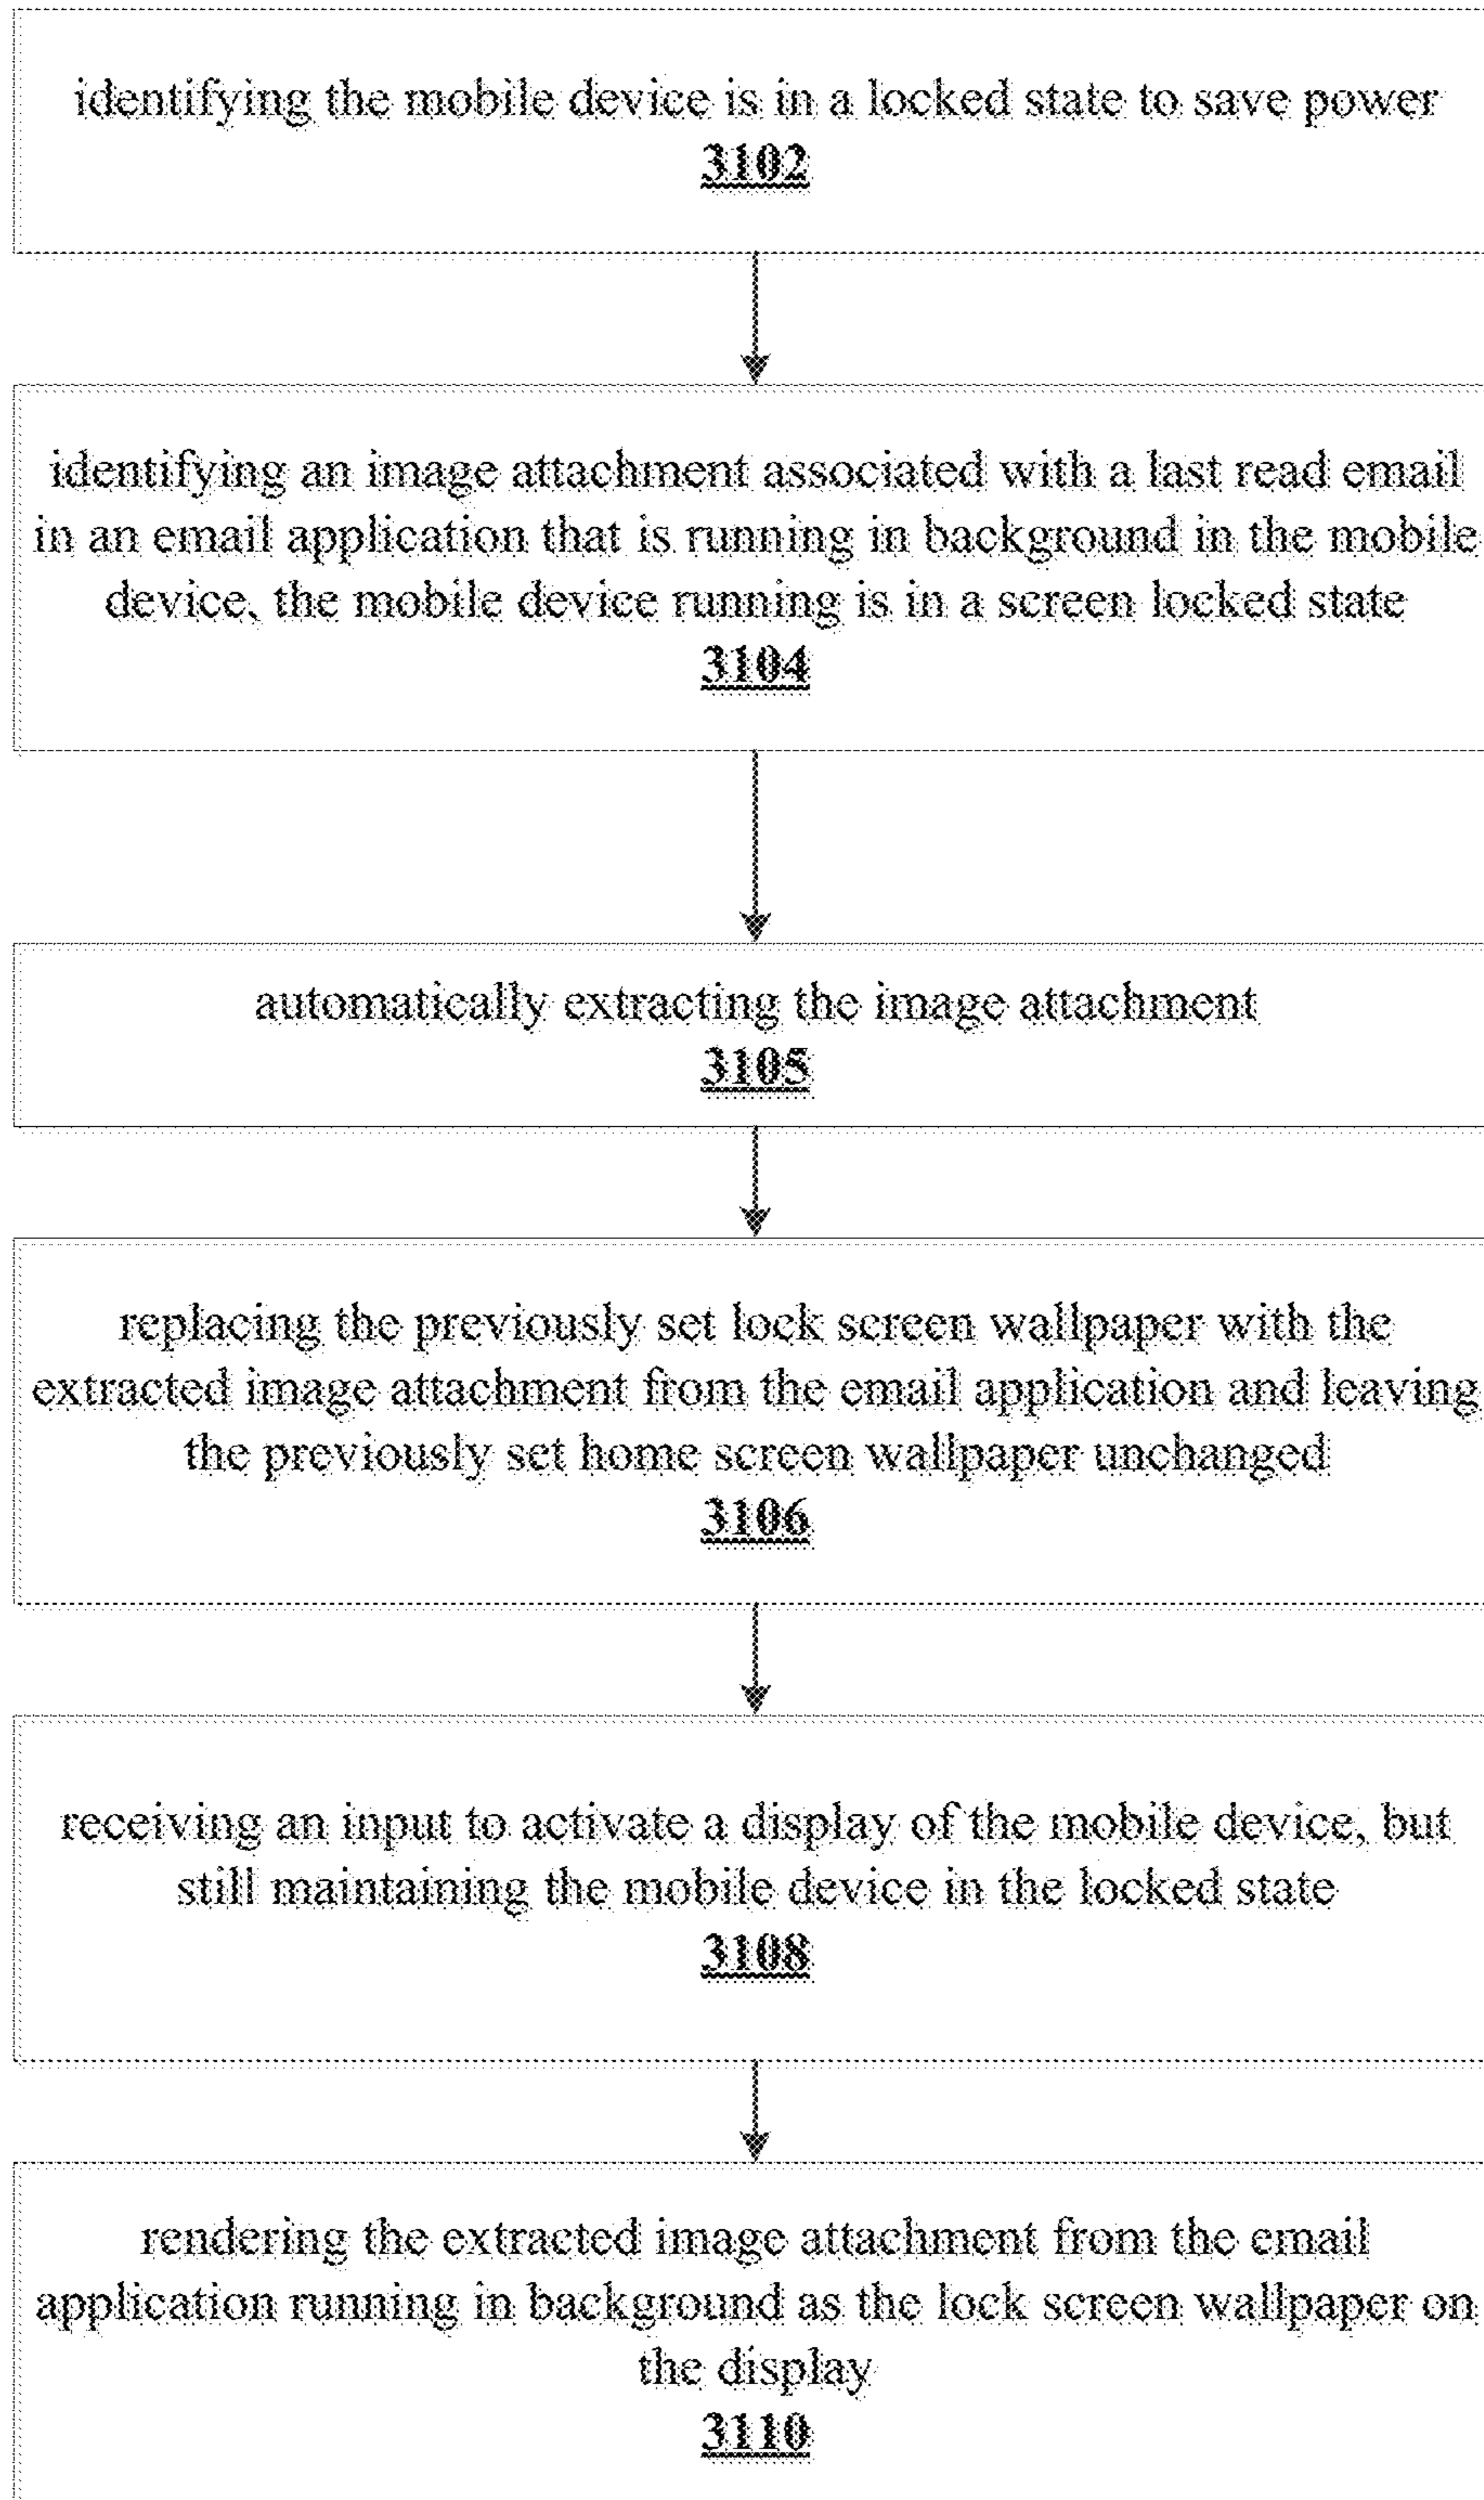 identifying the mobile device is in a locked state to save power
3102
identifying an image attachment associated with a last read email
in an email application that is running in background in the mobile
device, the mobile device running is in a screen locked state
3104
automatically extracting the image attachment
3105
replacing the previously set lock screen wallpaper with the
extracted image attachment from the email application and leaving
the previously set home screen wallpaper unchanged
3106
receiving an input to activate a display of the mobile device, but
still maintaining the mobile device in the locked state
3108
rendering the extracted image attachment from the email
application running in background as the lock screen wallpaper on
the display
3110